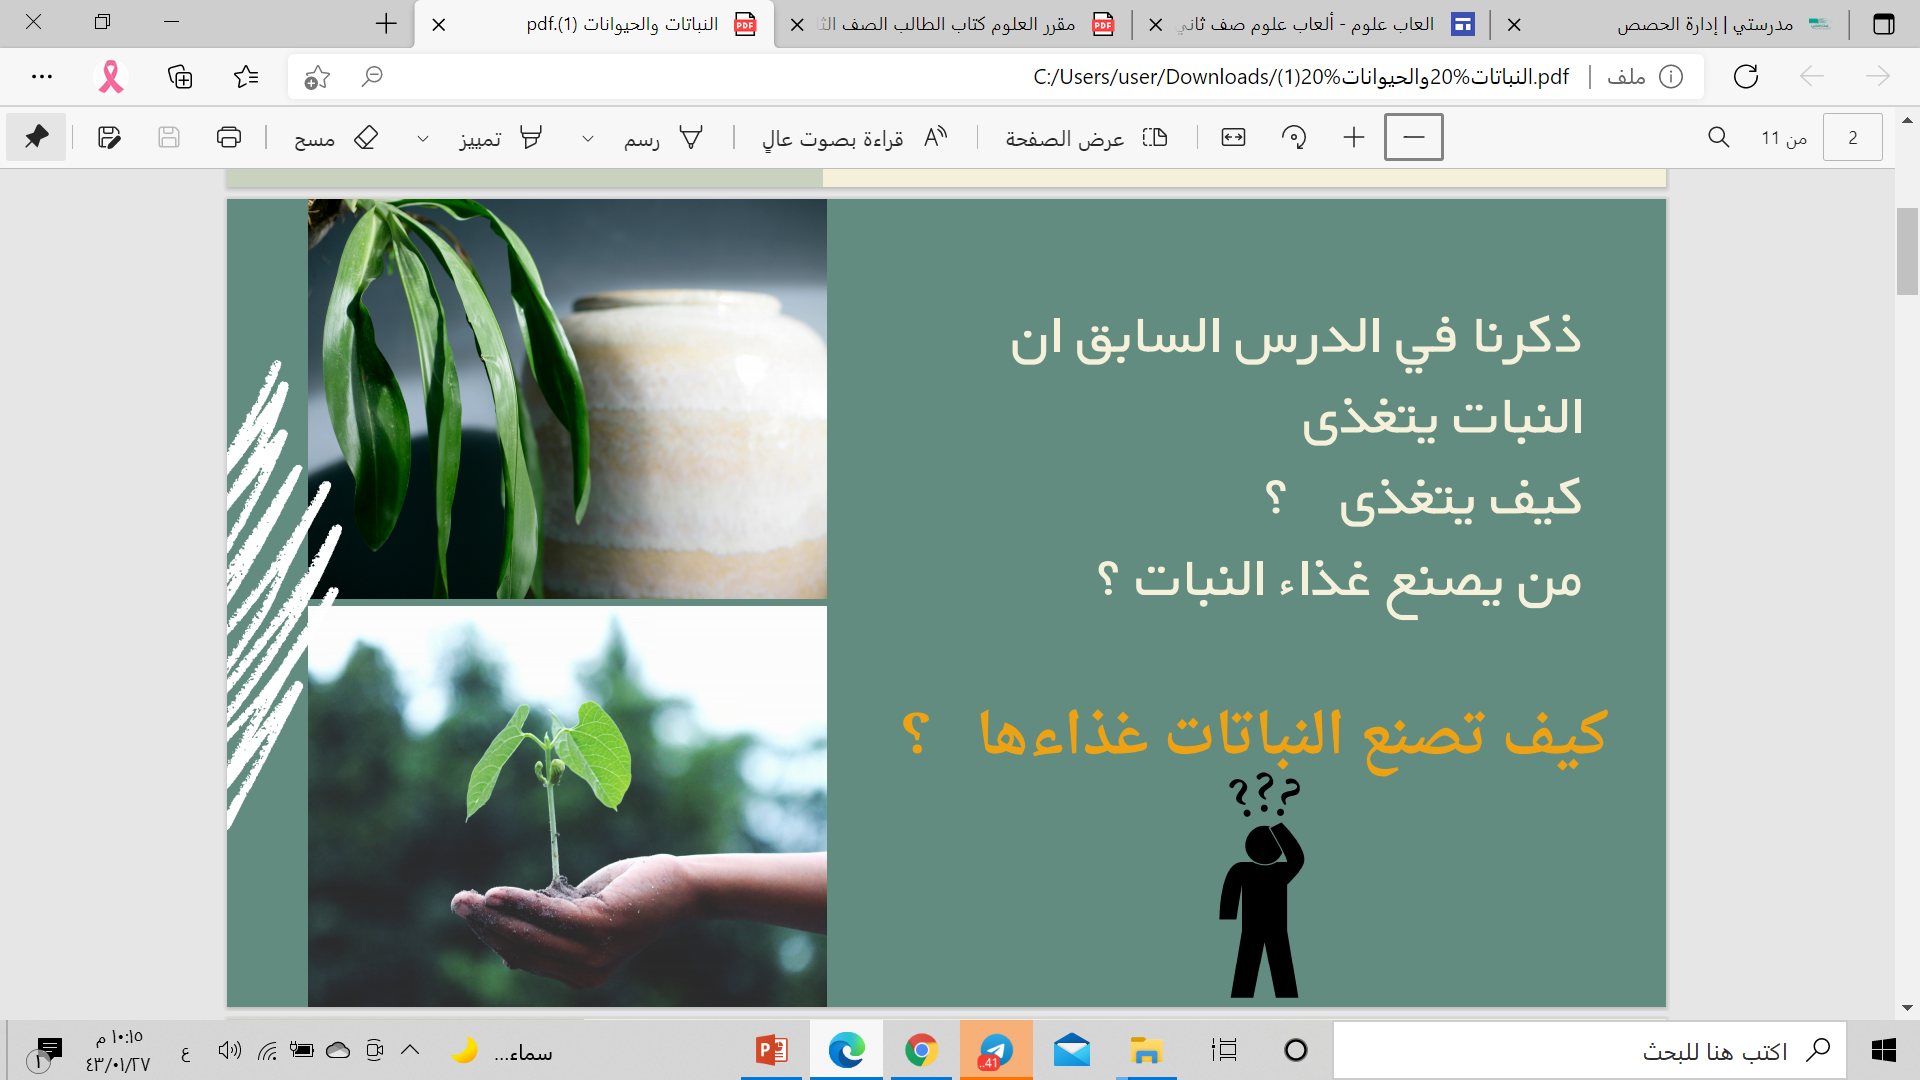 مدرستي | إدارة الحصص
العاب علوم - ألعاب علوم صف ثاني
مقرر العلوم كتاب الطالب الصف الثا
النباتات والحيوانات (1).pdf
ملف
C:/Users/user/Downloads/النباتات%20والحيوانات%20(1).pdf
2
من 11
عرض الصفحة
قراءة بصوت عالٍ
رسم
تمييز
مسح
ذكرنا في الدرس السابق ان
النبات يتغذى
كيف يتغذى ؟
من يصنع غذاء النبات ؟
كيف تصنع النباتات غذاءها ؟
???
اكتب هنا للبحث
41..
سماء...
ع
١٠:١٥ م
٤٣/٠١/٢٧
١